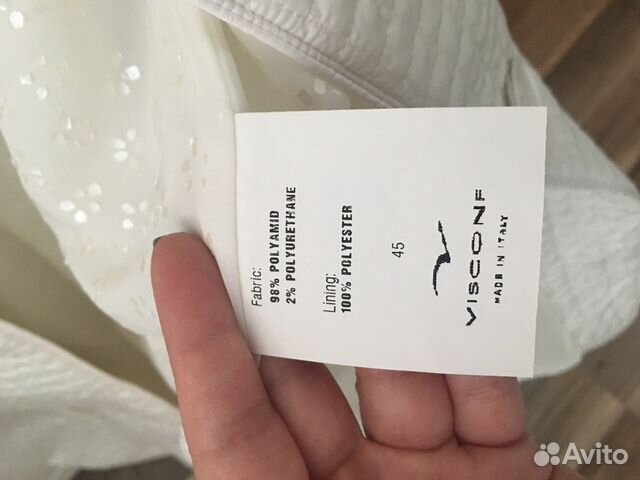 Fabric:
98% POLYAMID
2% POLYURETHANE
Lining:
100% POLYESTER
45
VISCONF
MADE IN ITALY
Avito